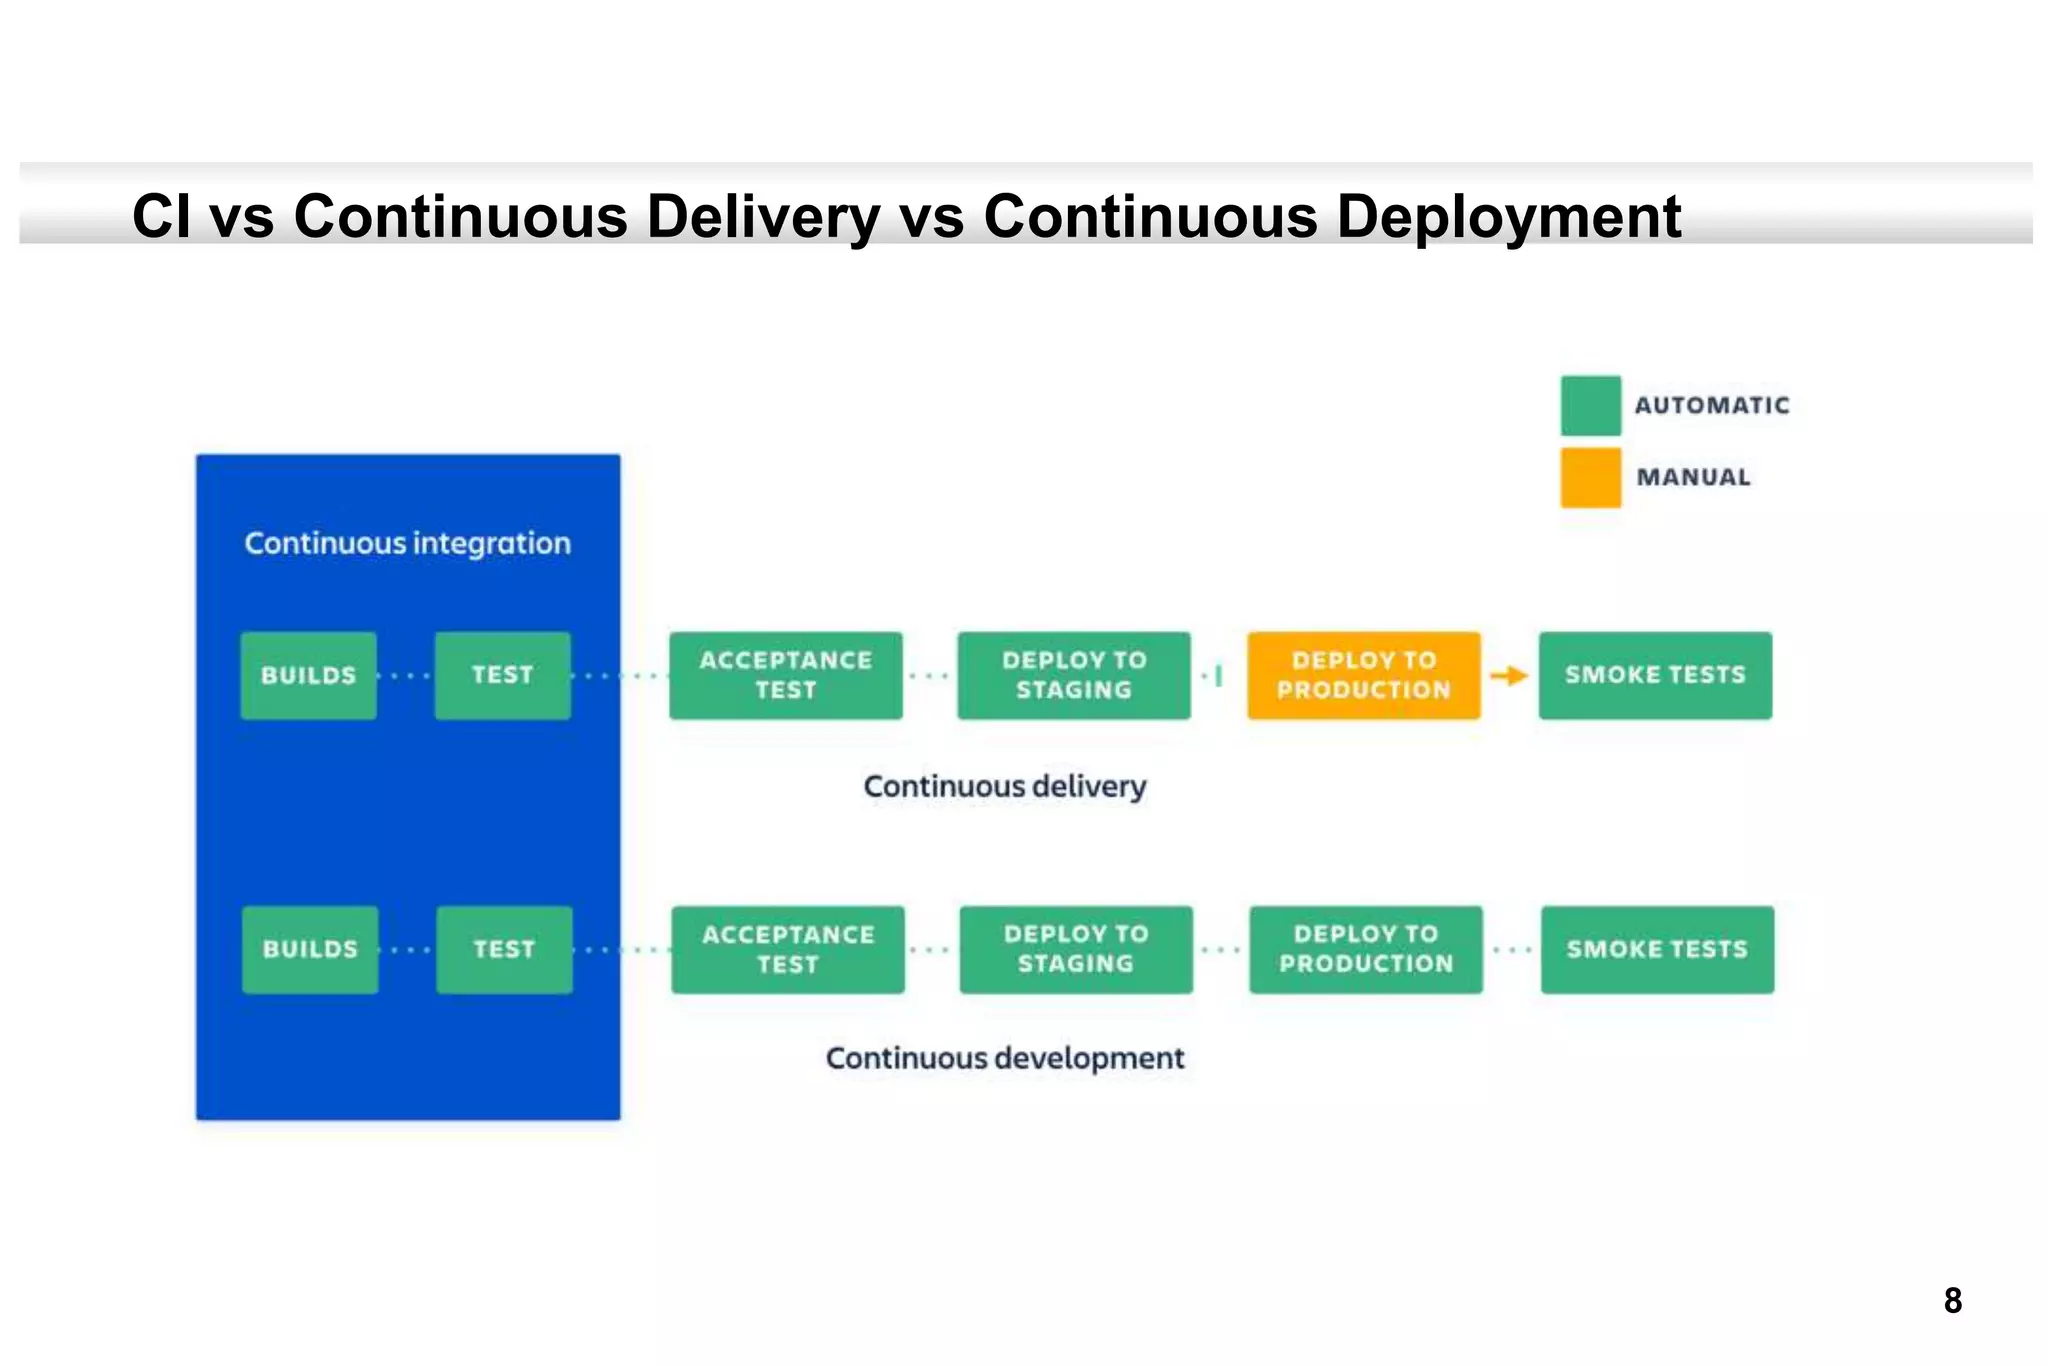 CI vs Continuous Delivery vs Continuous Deployment
AUTOMATIC
MANUAL
Continuous integration
BUILDS
TEST
ACCEPTANCE
TEST
DEPLOY TO
STAGING
DEPLOY TO
PRODUCTION
SMOKE TESTS
Continuous delivery
BUILDS
TEST
ACCEPTANCE
TEST
DEPLOY TO
STAGING
DEPLOY TO
PRODUCTION
SMOKE TESTS
Continuous development
8